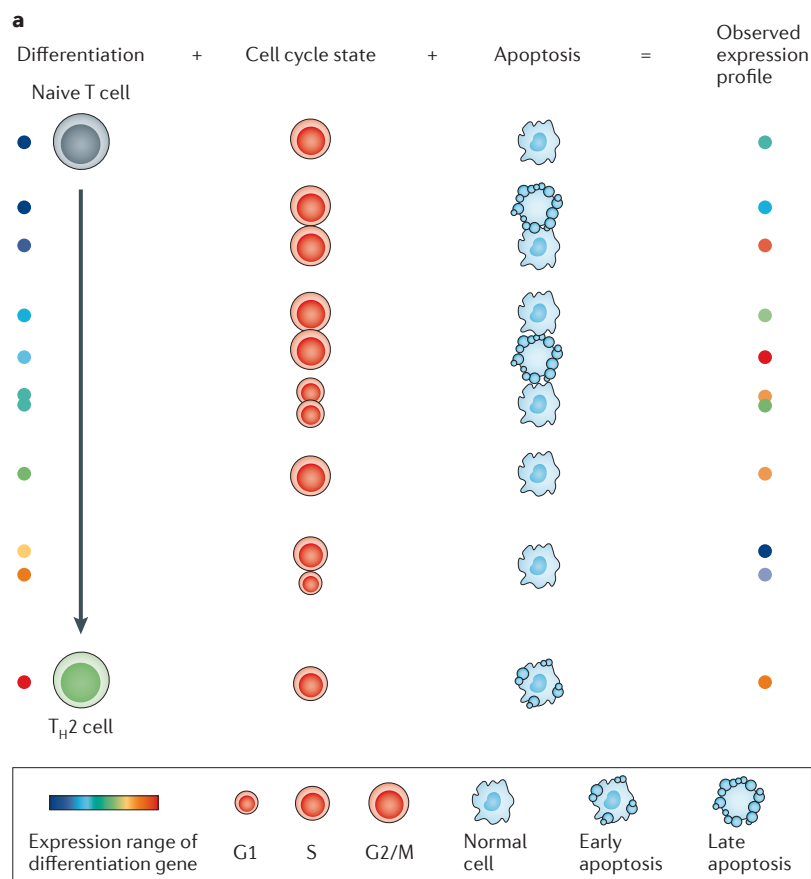 a
Differentiation + Cell cycle state + Apoptosis = Observed
expression
profile
Naive T cell
T_H2 cell
Expression range of
differentiation gene
G1
S
G2/M
Normal
cell
Early
apoptosis
Late
apoptosis